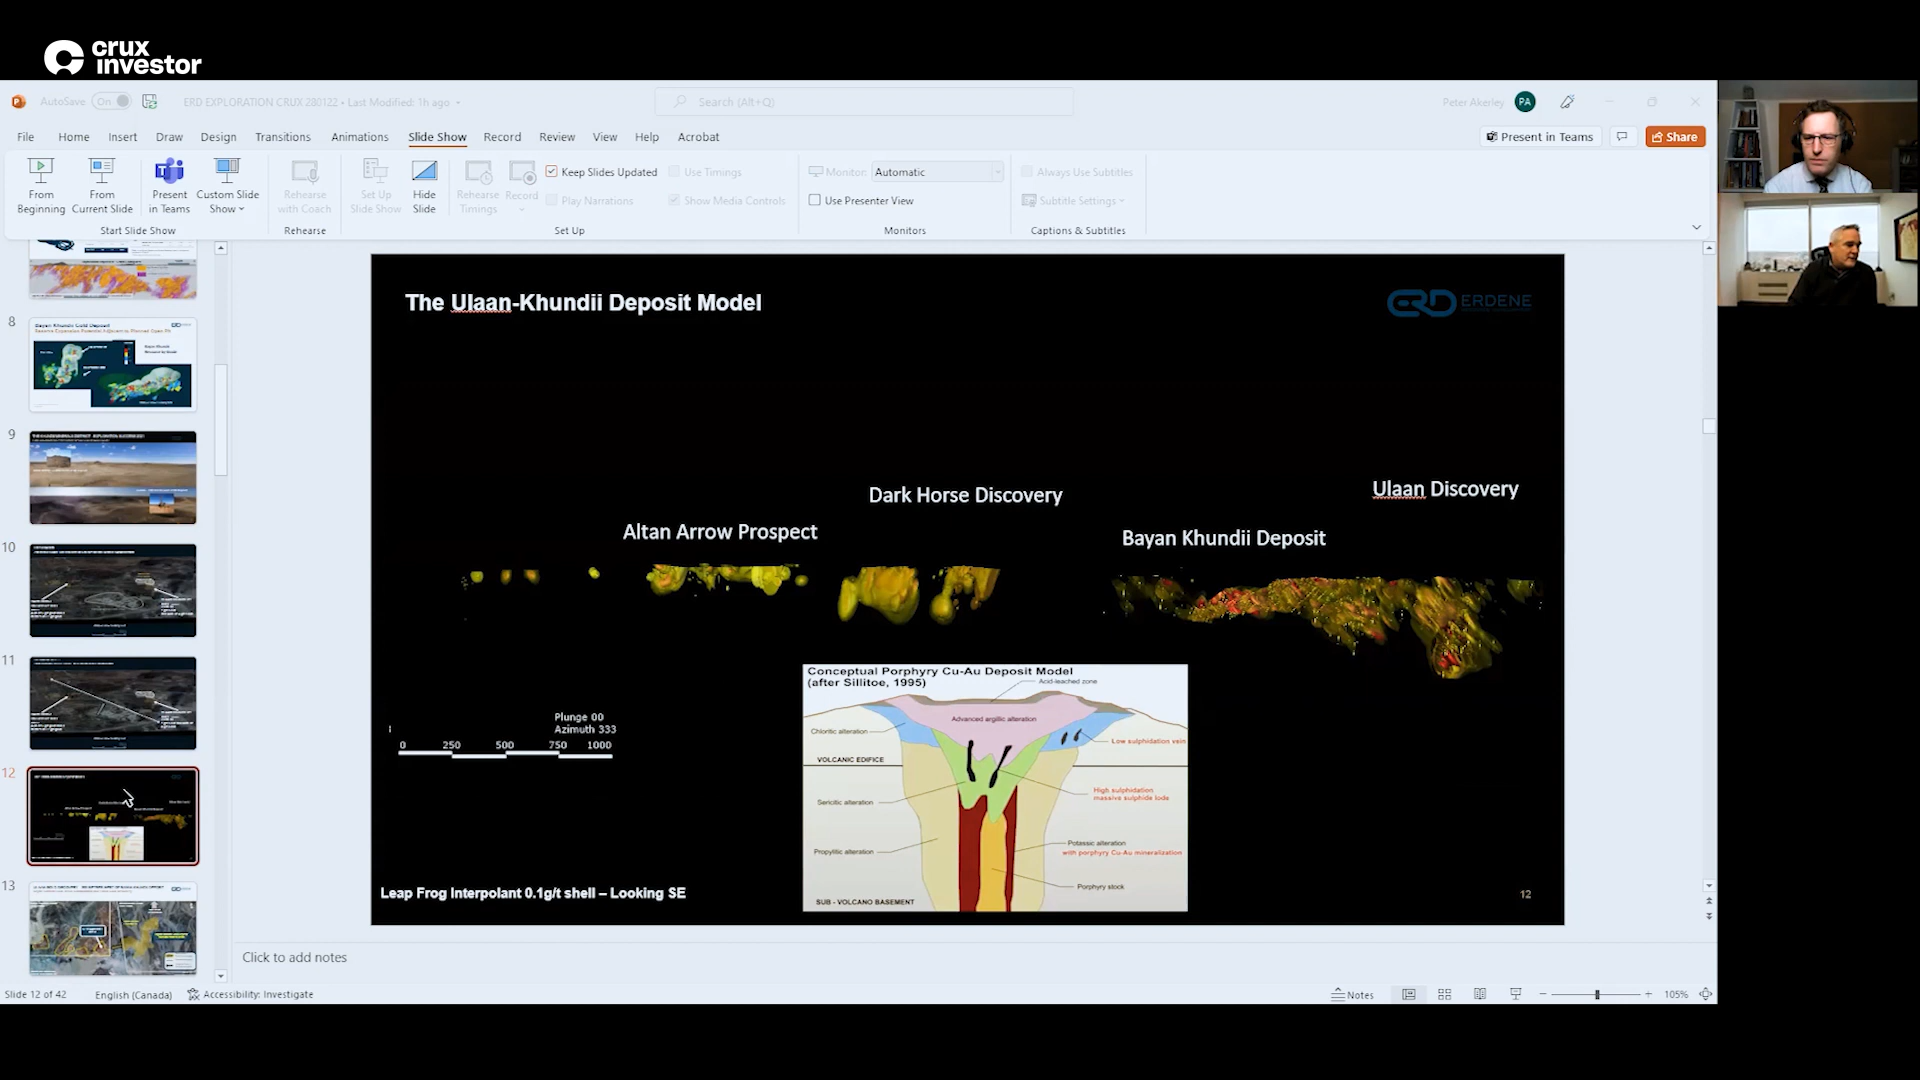 crux
investor
AutoSave
On
ERD EXPLORATION CRUX 280122 • Last Modified: 1h ago
Search (Alt+Q)
Peter Akerley
PA
File
Home
Insert
Draw
Design
Transitions
Animations
Slide Show
Record
Review
View
Help
Acrobat
Present in Teams
Share
From
Beginning
From
Current Slide
Present
in Teams
Custom Slide
Show
Start Slide Show
Rehearse
with Coach
Rehearse
Set Up
Slide Show
Hide
Slide
Rehearse
Timings
Record
Keep Slides Updated
Play Narrations
Use Timings
Show Media Controls
Set Up
Monitor:
Automatic
Use Presenter View
Monitors
Always Use Subtitles
Subtitle Settings
Captions & Subtitles
8
Bayan Khundii Gold Deposit
9
10
11
12
13
The Ulaan-Khundii Deposit Model
ERD ERDENE
Ulaan Discovery
Dark Horse Discovery
Altan Arrow Prospect
Bayan Khundii Deposit
Plunge 00
Azimuth 333
0 250 500 750 1000
Conceptual Porphyry Cu-Au Deposit Model
(after Sillitoe, 1995)
Acid-leached zone
Advanced argillic alteration
Chloritic alteration
Low sulphidation vein
VOLCANIC EDIFICE
High sulphidation
massive sulphide lode
Sericitic alteration
Potassic alteration
with porphyry Cu-Au mineralization
Propylitic alteration
Porphyry stock
SUB - VOLCANO BASEMENT
Leap Frog Interpolant 0.1g/t shell – Looking SE
12
Click to add notes
Slide 12 of 42
English (Canada)
Accessibility: Investigate
Notes
105%